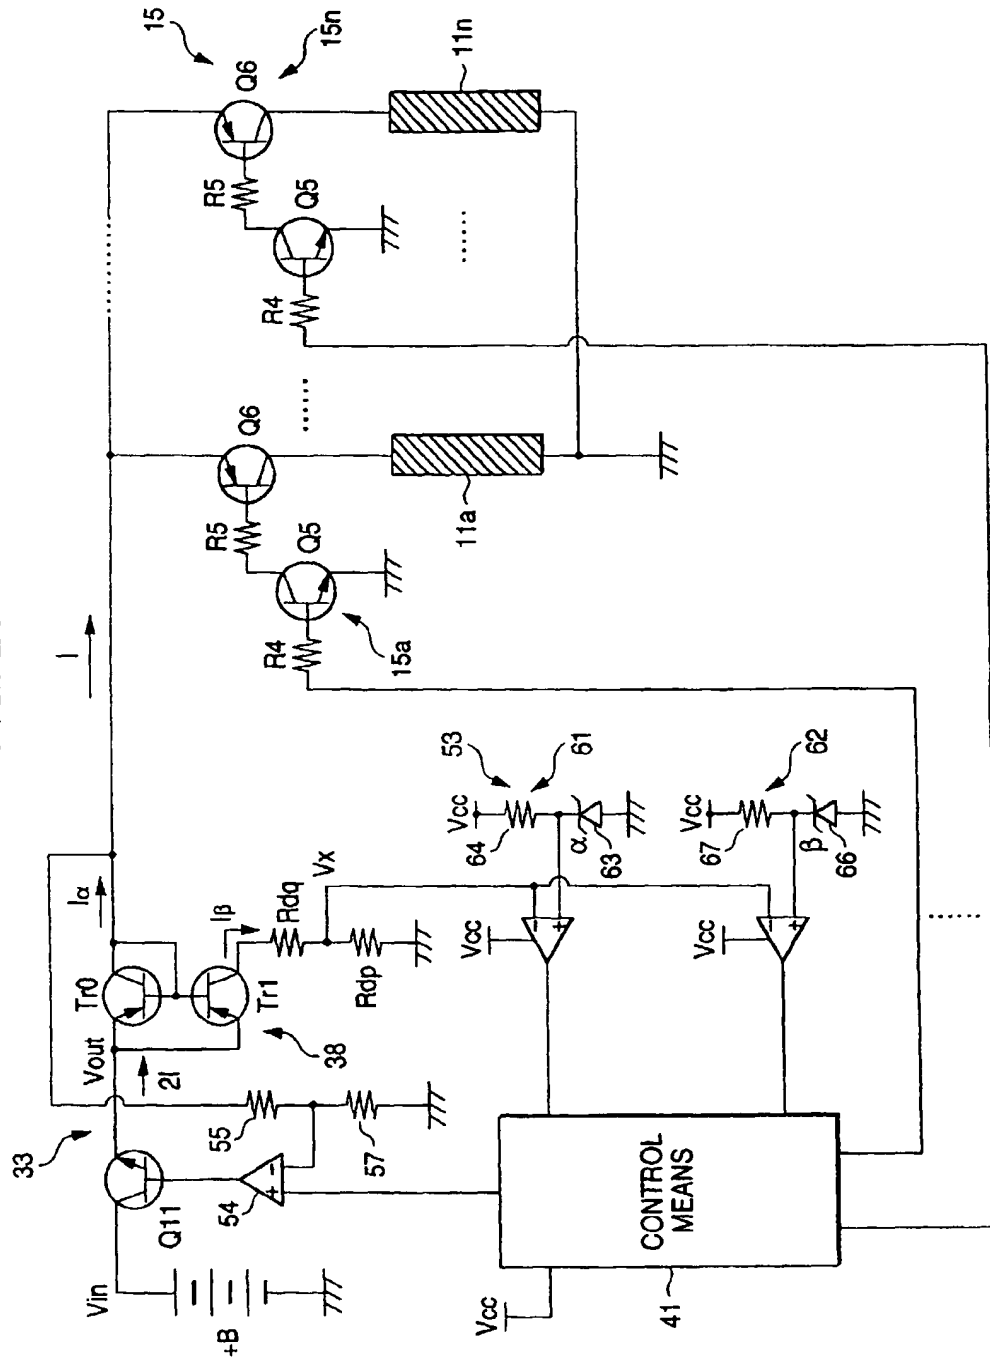 15
15n
Q6
11n
R5
Q5
R4
Q6
R5
11a
Q5
R4
15a
I
53
61
Vcc
64
α
63
62
Vcc
67
β
66
Iα
Iβ
Rdq
Vx
Rdp
Vcc
- +
Vcc
- +
Tr0
Tr1
38
Vout
2I
33
55
57
54
+ -
Q11
Vin
+B
CONTROL
MEANS
41
Vcc